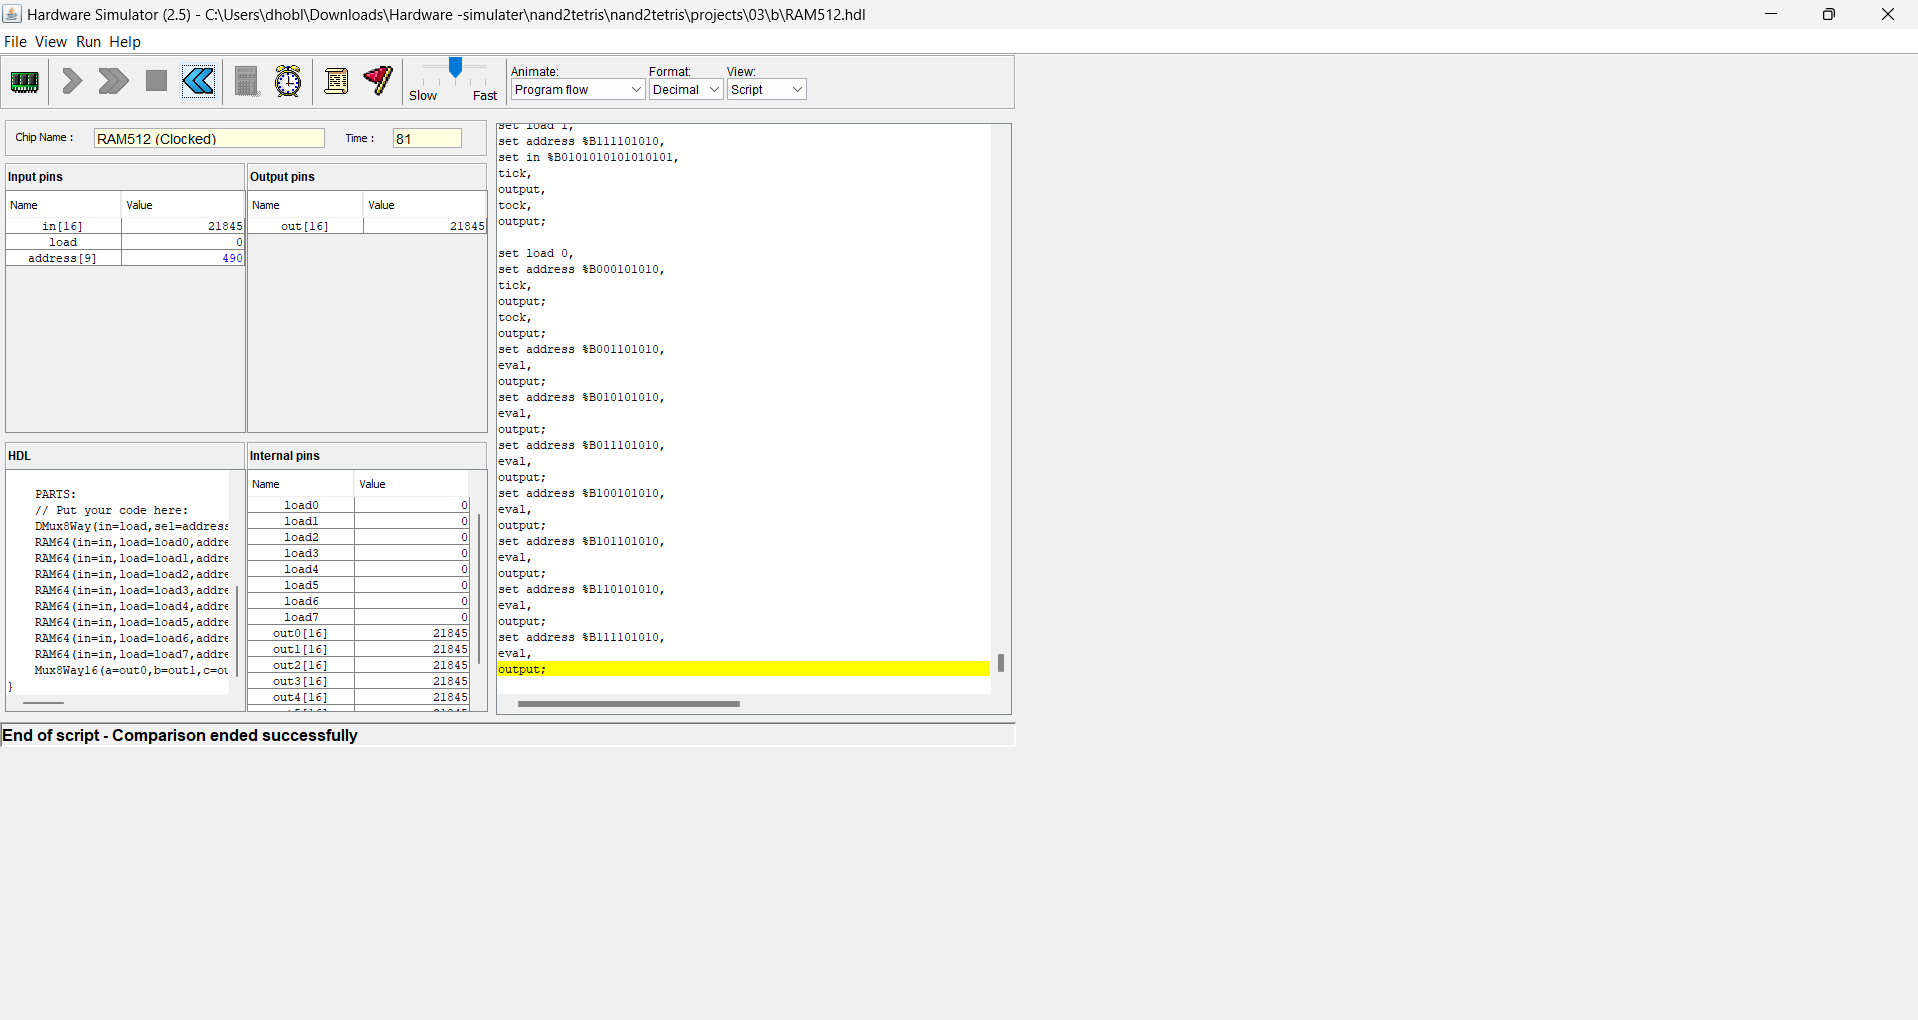 Hardware Simulator (2.5) - C:\Users\dhobl\Downloads\Hardware -simulater\nand2tetris\nand2tetris\projects\03\b\RAM512.hdl
File View Run Help
Slow Fast
Animate: Format: View:
Program flow Decimal Script
Chip Name : RAM512 (Clocked) Time : 81
Input pins
Name Value
in[16] 21845
load 0
address[9] 490
Output pins
Name Value
out[16] 21845
HDL
PARTS:
// Put your code here:
DMux8Way(in=load,sel=address
RAM64(in=in,load=load0,addre
RAM64(in=in,load=load1,addre
RAM64(in=in,load=load2,addre
RAM64(in=in,load=load3,addre
RAM64(in=in,load=load4,addre
RAM64(in=in,load=load5,addre
RAM64(in=in,load=load6,addre
RAM64(in=in,load=load7,addre
Mux8Way16(a=out0,b=out1,c=ou
}
Internal pins
Name Value
load0 0
load1 0
load2 0
load3 0
load4 0
load5 0
load6 0
load7 0
out0[16] 21845
out1[16] 21845
out2[16] 21845
out3[16] 21845
out4[16] 21845
set load 1,
set address %B111101010,
set in %B0101010101010101,
tick,
output,
tock,
output;
set load 0,
set address %B000101010,
tick,
output;
tock,
output;
set address %B001101010,
eval,
output;
set address %B010101010,
eval,
output;
set address %B011101010,
eval,
output;
set address %B100101010,
eval,
output;
set address %B101101010,
eval,
output;
set address %B110101010,
eval,
output;
set address %B111101010,
eval,
output;
End of script - Comparison ended successfully